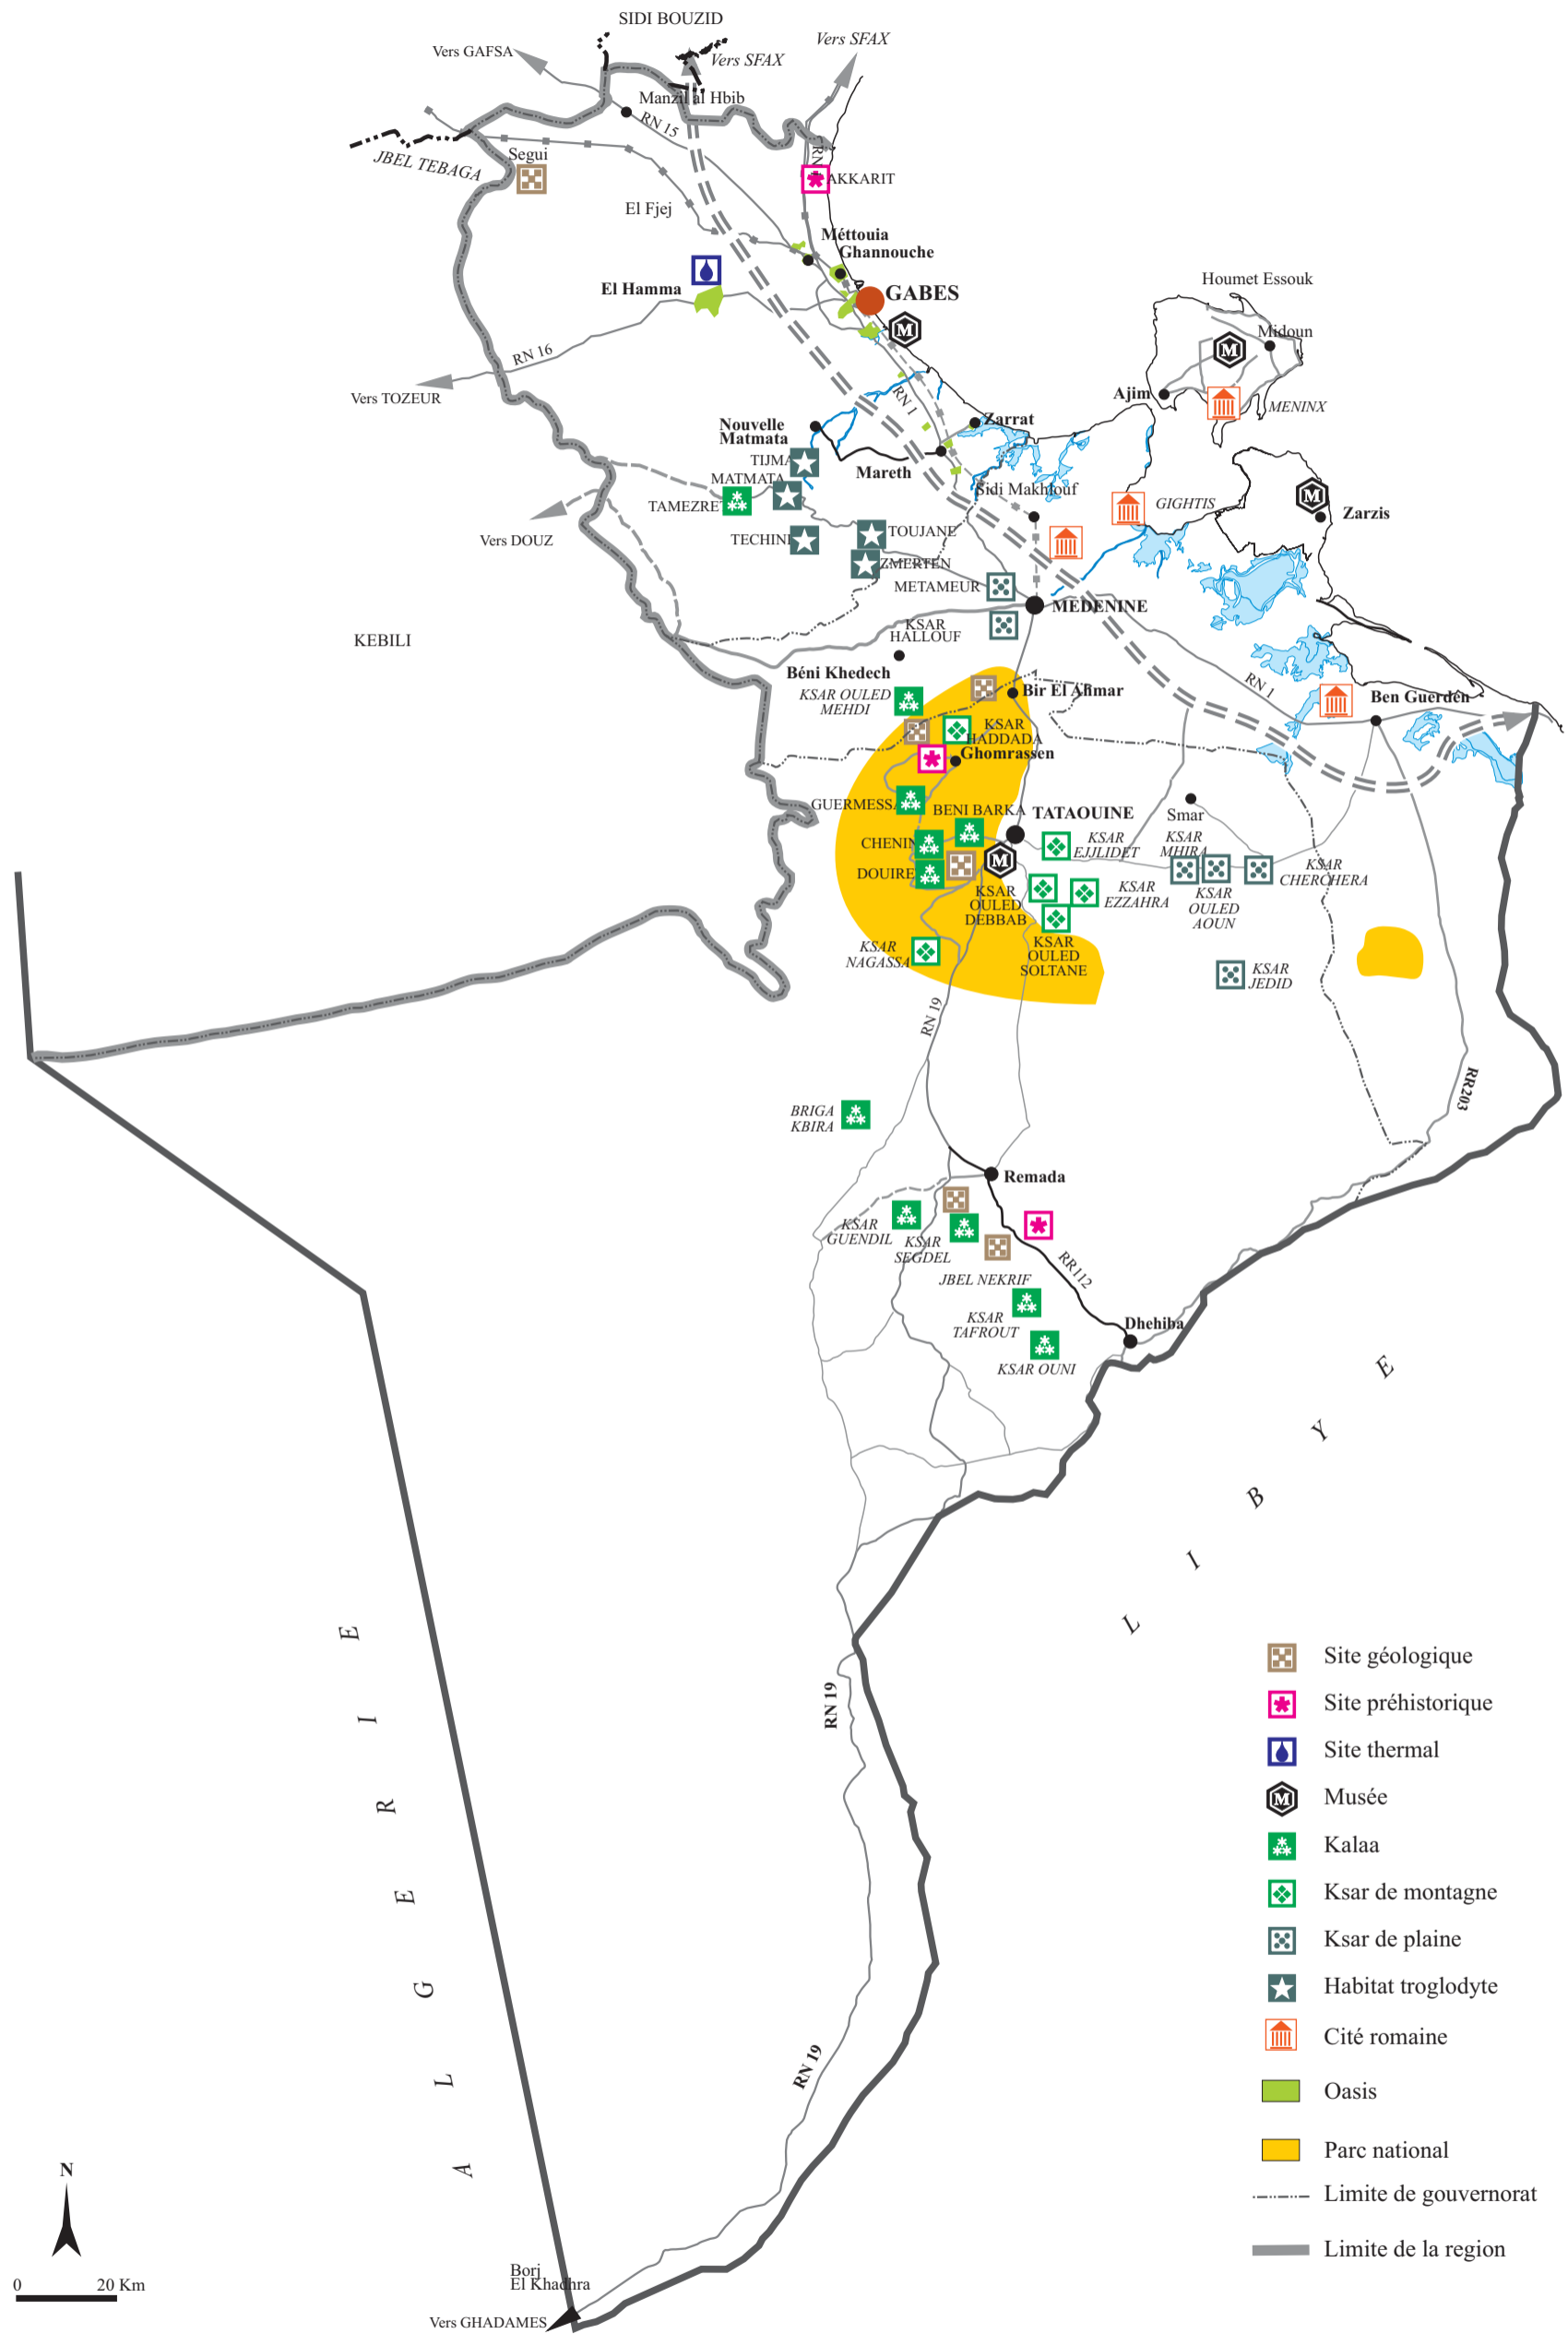 SIDI BOUZID
Vers GAFSA
Vers SFAX
Vers SFAX
Manzil al Hbib
RN 15
JBEL TEBAGA
Segui
AKKARIT
El Fjej
Méttouia
Ghannouche
El Hamma
GABES
M
Houmet Essouk
Midoun
M
RN 16
Vers TOZEUR
RN 1
Ajim
MENINX
Nouvelle
Matmata
Zarrat
TIJMA
Mareth
MATMATA
TAMEZRET
Sidi Makhlouf
GIGHTIS
M
Zarzis
Vers DOUZ
TECHINE
TOUJANE
ZMERTEN
METAMEUR
MEDENINE
KEBILI
KSAR
HALLOUF
Béni Khedech
RN 1
KSAR OULED
MEHDI
Bir El Ahmar
Ben Guerden
KSAR
HADDADA
Ghomrassen
GUERMESSA
BENI BARKA
TATAOUINE
Smar
CHENINI
M
KSAR
EJJLIDET
KSAR
MHIRA
KSAR
CHERCHERA
DOUIRET
KSAR
OULED
DEBBAB
KSAR
EZZAHRA
KSAR
OULED
AOUN
KSAR
NAGASSA
KSAR
OULED
SOLTANE
KSAR
JEDID
RN 19
RR203
BRIGA
KBIRA
Remada
KSAR
GUENDIL
KSAR
SEGDEL
JBEL NEKRIF
RR112
KSAR
TAFROUT
Dhehiba
KSAR OUNI
LIBYE
ALGERIE
RN 19
RN 19
Site géologique
Site préhistorique
Site thermal
M Musée
Kalaa
Ksar de montagne
Ksar de plaine
Habitat troglodyte
Cité romaine
Oasis
Parc national
Limite de gouvernorat
Limite de la region
N
0 20 Km
Borj
El Khadhra
Vers GHADAMES